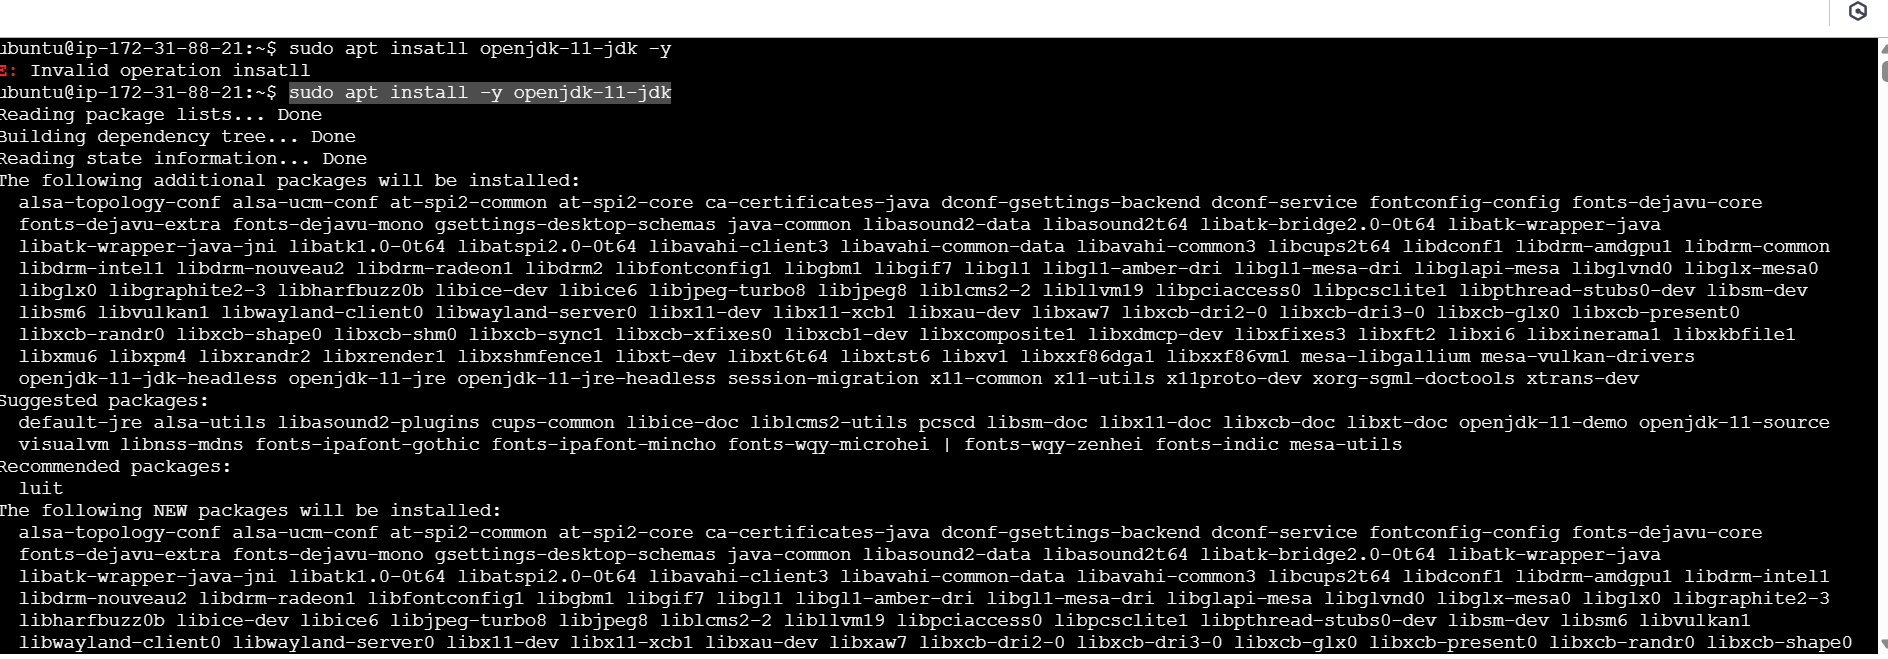 ubuntu@ip-172-31-88-21:~$ sudo apt insatll openjdk-11-jdk -y
E: Invalid operation insatll
ubuntu@ip-172-31-88-21:~$ sudo apt install -y openjdk-11-jdk
Reading package lists... Done
Building dependency tree... Done
Reading state information... Done
The following additional packages will be installed:
alsa-topology-conf alsa-ucm-conf at-spi2-common at-spi2-core ca-certificates-java dconf-gsettings-backend dconf-service fontconfig-config fonts-dejavu-core
fonts-dejavu-extra fonts-dejavu-mono gsettings-desktop-schemas java-common libasound2-data libasound2t64 libatk-bridge2.0-0t64 libatk-wrapper-java
libatk-wrapper-java-jni libatk1.0-0t64 libatspi2.0-0t64 libavahi-client3 libavahi-common-data libavahi-common3 libcups2t64 libdconf1 libdrm-amdgpu1 libdrm-common
libdrm-intel1 libdrm-nouveau2 libdrm-radeon1 libdrm2 libfontconfig1 libgbm1 libgif7 libgl1 libgl1-amber-dri libgl1-mesa-dri libglapi-mesa libglvnd0 libglx-mesa0
libglx0 libgraphite2-3 libharfbuzz0b libice-dev libice6 libjpeg-turbo8 libjpeg8 liblcms2-2 libllvm19 libpciaccess0 libpcsclite1 libpthread-stubs0-dev libsm-dev
libsm6 libvulkan1 libwayland-client0 libwayland-server0 libx11-dev libx11-xcb1 libxau-dev libxaw7 libxcb-dri2-0 libxcb-dri3-0 libxcb-glx0 libxcb-present0
libxcb-randr0 libxcb-shape0 libxcb-shm0 libxcb-sync1 libxcb-xfixes0 libxcb1-dev libxcomposite1 libxdmcp-dev libxfixes3 libxft2 libxi6 libxinerama1 libxkbfile1
libxmu6 libxpm4 libxrandr2 libxrender1 libxshmfence1 libxt-dev libxt6t64 libxtst6 libxv1 libxxf86dga1 libxxf86vm1 mesa-libgallium mesa-vulkan-drivers
openjdk-11-jdk-headless openjdk-11-jre openjdk-11-jre-headless session-migration x11-common x11-utils x11proto-dev xorg-sgml-doctools xtrans-dev
Suggested packages:
default-jre alsa-utils libasound2-plugins cups-common libice-doc liblcms2-utils pcscd libsm-doc libx11-doc libxcb-doc libxt-doc openjdk-11-demo openjdk-11-source
visualvm libnss-mdns fonts-ipafont-gothic fonts-ipafont-mincho fonts-wqy-microhei | fonts-wqy-zenhei fonts-indic mesa-utils
Recommended packages:
luit
The following NEW packages will be installed:
alsa-topology-conf alsa-ucm-conf at-spi2-common at-spi2-core ca-certificates-java dconf-gsettings-backend dconf-service fontconfig-config fonts-dejavu-core
fonts-dejavu-extra fonts-dejavu-mono gsettings-desktop-schemas java-common libasound2-data libasound2t64 libatk-bridge2.0-0t64 libatk-wrapper-java
libatk-wrapper-java-jni libatk1.0-0t64 libatspi2.0-0t64 libavahi-client3 libavahi-common-data libavahi-common3 libcups2t64 libdconf1 libdrm-amdgpu1 libdrm-intel1
libdrm-nouveau2 libdrm-radeon1 libfontconfig1 libgbm1 libgif7 libgl1 libgl1-amber-dri libgl1-mesa-dri libglapi-mesa libglvnd0 libglx-mesa0 libglx0 libgraphite2-3
libharfbuzz0b libice-dev libice6 libjpeg-turbo8 libjpeg8 liblcms2-2 libllvm19 libpciaccess0 libpcsclite1 libpthread-stubs0-dev libsm-dev libsm6 libvulkan1
libwayland-client0 libwayland-server0 libx11-dev libx11-xcb1 libxau-dev libxaw7 libxcb-dri2-0 libxcb-dri3-0 libxcb-glx0 libxcb-present0 libxcb-randr0 libxcb-shape0